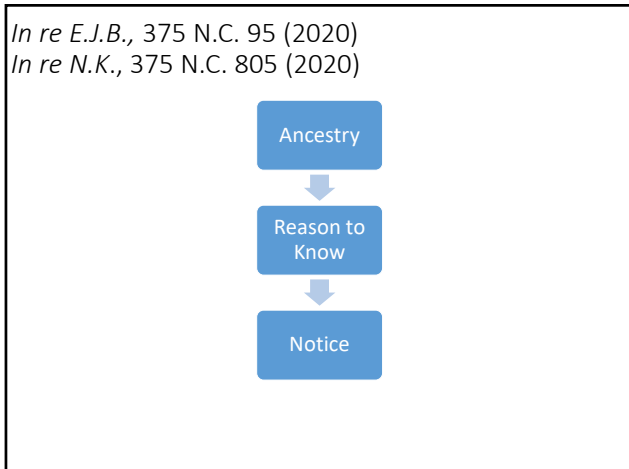 In re E.J.B., 375 N.C. 95 (2020)
In re N.K., 375 N.C. 805 (2020)
Ancestry
Reason to
Know
Notice